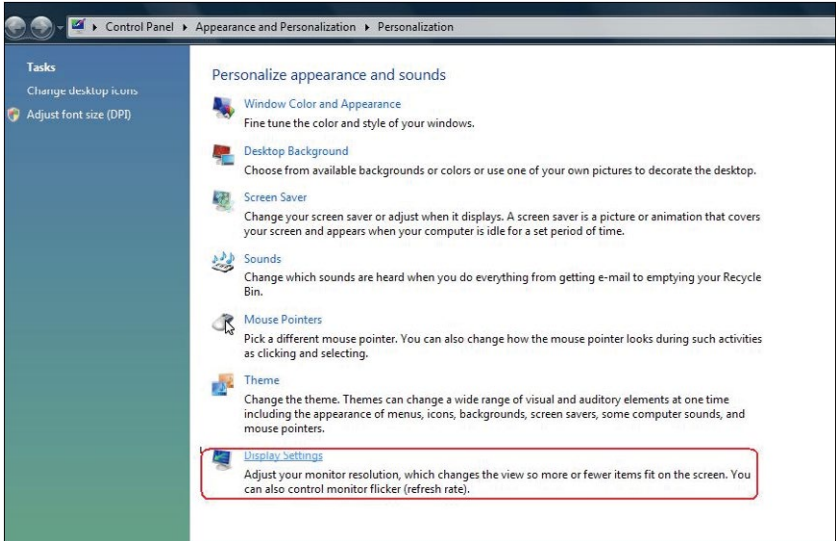 Control Panel ▸ Appearance and Personalization ▸ Personalization
Tasks
Change desktop icons
Adjust font size (DPI)
Personalize appearance and sounds
Window Color and Appearance
Fine tune the color and style of your windows.
Desktop Background
Choose from available backgrounds or colors or use one of your own pictures to decorate the desktop.
Screen Saver
Change your screen saver or adjust when it displays. A screen saver is a picture or animation that covers
your screen and appears when your computer is idle for a set period of time.
Sounds
Change which sounds are heard when you do everything from getting e-mail to emptying your Recycle
Bin.
Mouse Pointers
Pick a different mouse pointer. You can also change how the mouse pointer looks during such activities
as clicking and selecting.
Theme
Change the theme. Themes can change a wide range of visual and auditory elements at one time
including the appearance of menus, icons, backgrounds, screen savers, some computer sounds, and
mouse pointers.
Display Settings
Adjust your monitor resolution, which changes the view so more or fewer items fit on the screen. You
can also control monitor flicker (refresh rate).